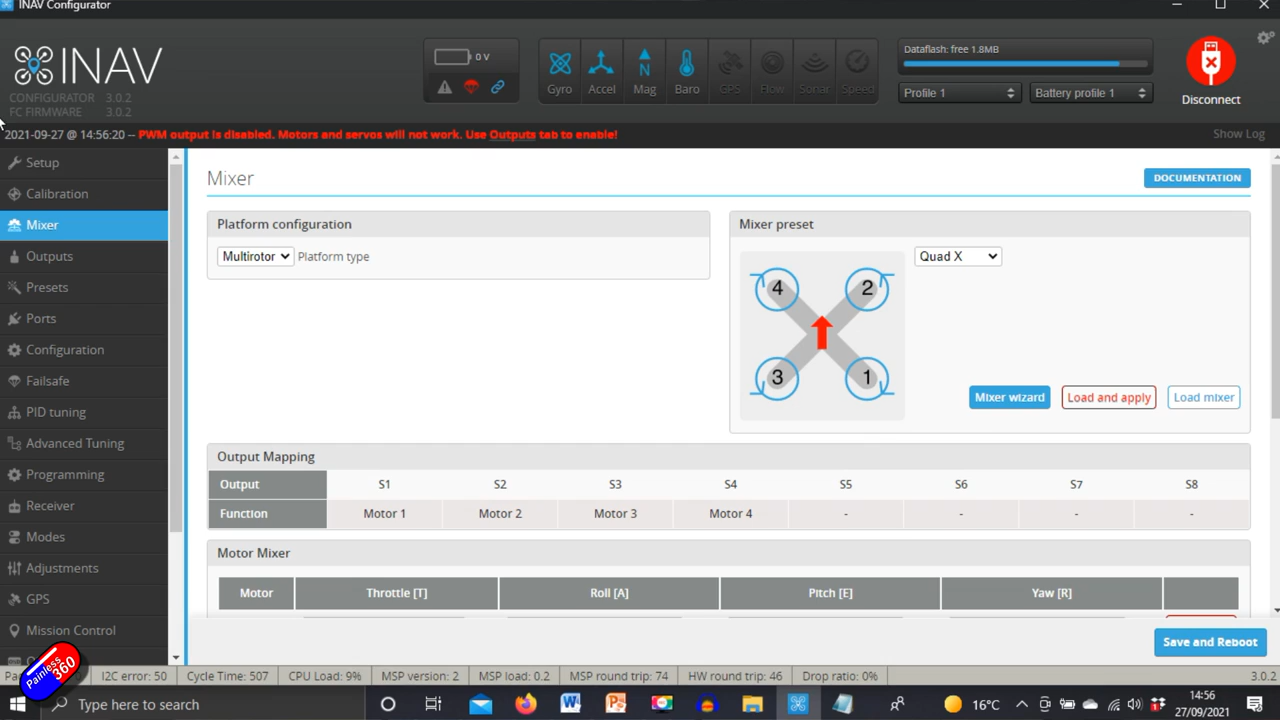 INAV Configurator
INAV
CONFIGURATOR 3.0.2
FC FIRMWARE 3.0.2
0 V
Gyro Accel Mag Baro GPS Flow Sonar Speed
Dataflash: free 1.8MB
Profile 1 Battery profile 1
Disconnect
2021-09-27 @ 14:56:20 -- PWM output is disabled. Motors and servos will not work. Use Outputs tab to enable!
Show Log
Setup
Calibration
Mixer
Outputs
Presets
Ports
Configuration
Failsafe
PID tuning
Advanced Tuning
Programming
Receiver
Modes
Adjustments
GPS
Mission Control
Mixer
DOCUMENTATION
Platform configuration
Multirotor Platform type
Mixer preset
Quad X
4 2
3 1
Mixer wizard Load and apply Load mixer
Output Mapping
Output S1 S2 S3 S4 S5 S6 S7 S8
Function Motor 1 Motor 2 Motor 3 Motor 4 - - - -
Motor Mixer
Motor Throttle [T] Roll [A] Pitch [E] Yaw [R]
Save and Reboot
I2C error: 50 Cycle Time: 507 CPU Load: 9% MSP version: 2 MSP load: 0.2 MSP round trip: 74 HW round trip: 46 Drop ratio: 0% 3.0.2
Painless360
Type here to search
16°C
14:56
27/09/2021